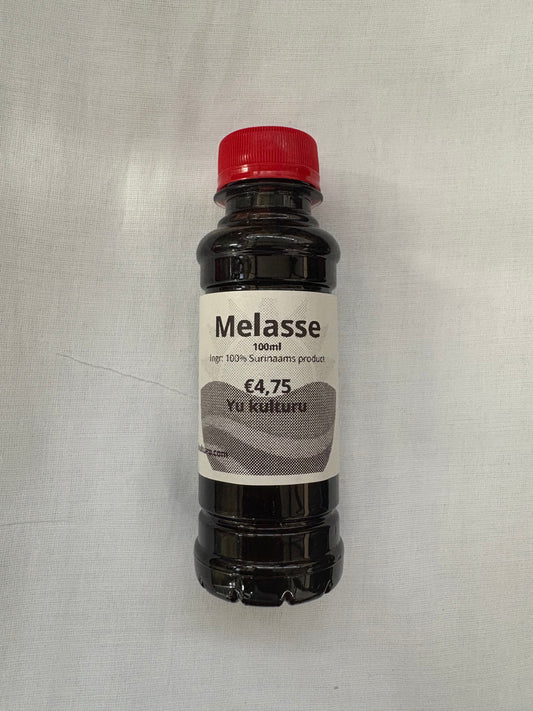 Melasse
100ml
Ingr: 100% Surinaams product
€4,75
Yu kulturu